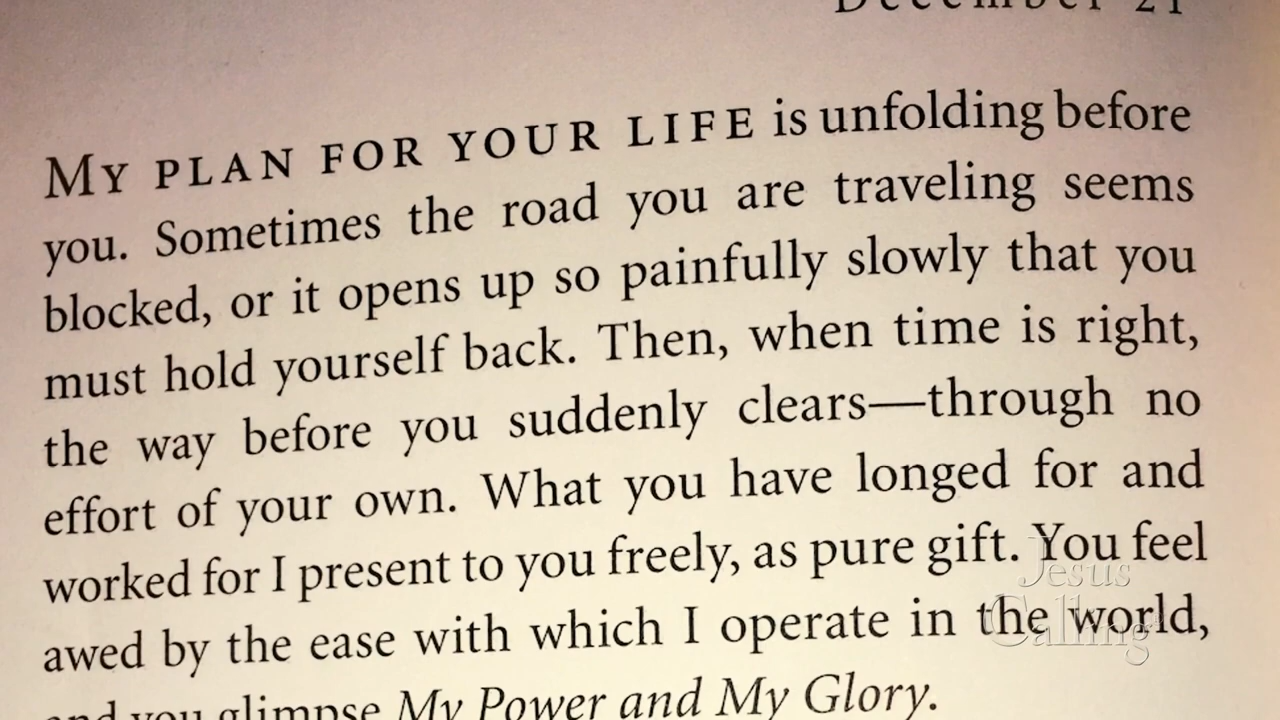 December 21
MY PLAN FOR YOUR LIFE is unfolding before
you. Sometimes the road you are traveling seems
blocked, or it opens up so painfully slowly that you
must hold yourself back. Then, when time is right,
the way before you suddenly clears—through no
effort of your own. What you have longed for and
worked for I present to you freely, as pure gift. You feel
awed by the ease with which I operate in the world,
and you glimpse My Power and My Glory.
Jesus
Calling